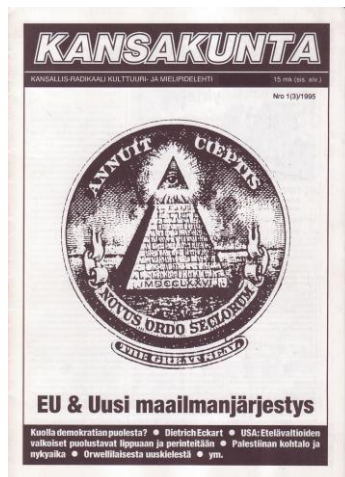 KANSAKUNTA
KANSALLIS-RADIKAALI KULTTUURI- JA MIELIPIDELEHTI
15 mk (sis. alv.)
Nro 1(3)/1995
ANNUIT CŒPTIS
MDCCLXXVI
NOVUS ORDO SECLORUM
THE GREAT SEAL
EU & Uusi maailmanjärjestys
Kuolla demokratian puolesta? ● Dietrich Eckart ● USA: Etelävaltioiden
valkoiset puolustavat lippuaan ja perinteitään ● Palestiinan kohtalo ja
nykyaika ● Orwellilaisesta uuskielestä ● ym.